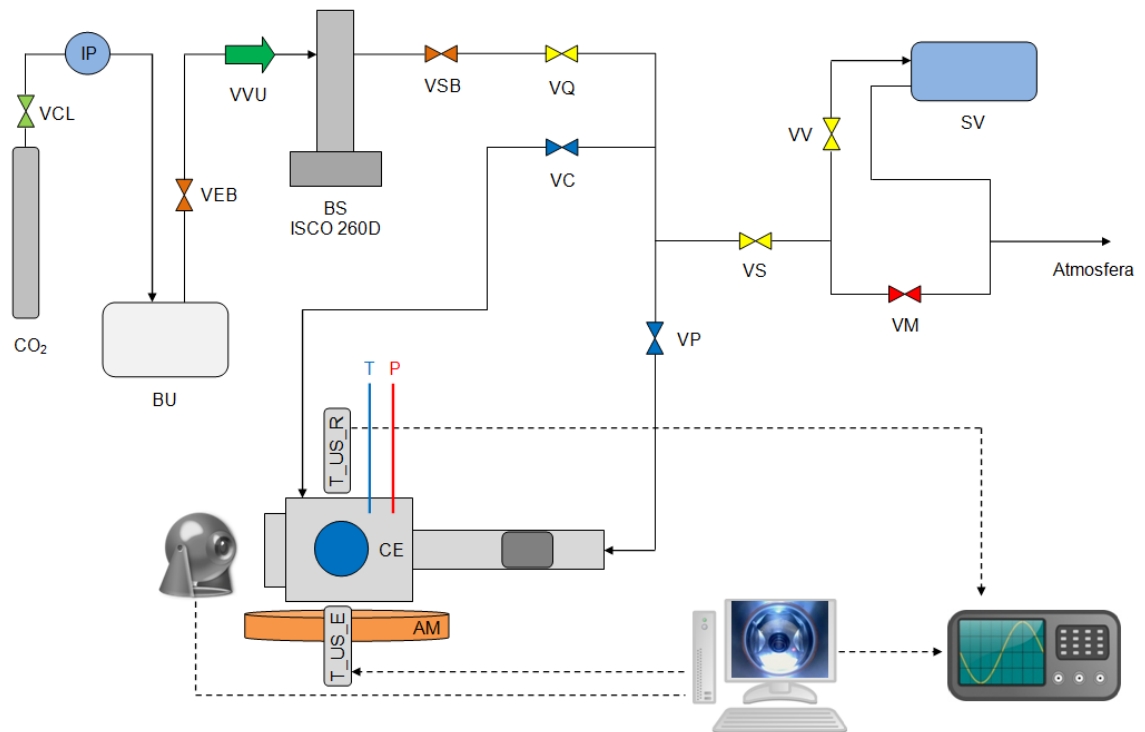 IP
VCL
VVU
VSB
VQ
VV
SV
VEB
BS
ISCO 260D
VC
VS
Atmosfera
VM
CO₂
BU
VP
T
P
T_US_R
CE
AM
T_US_E